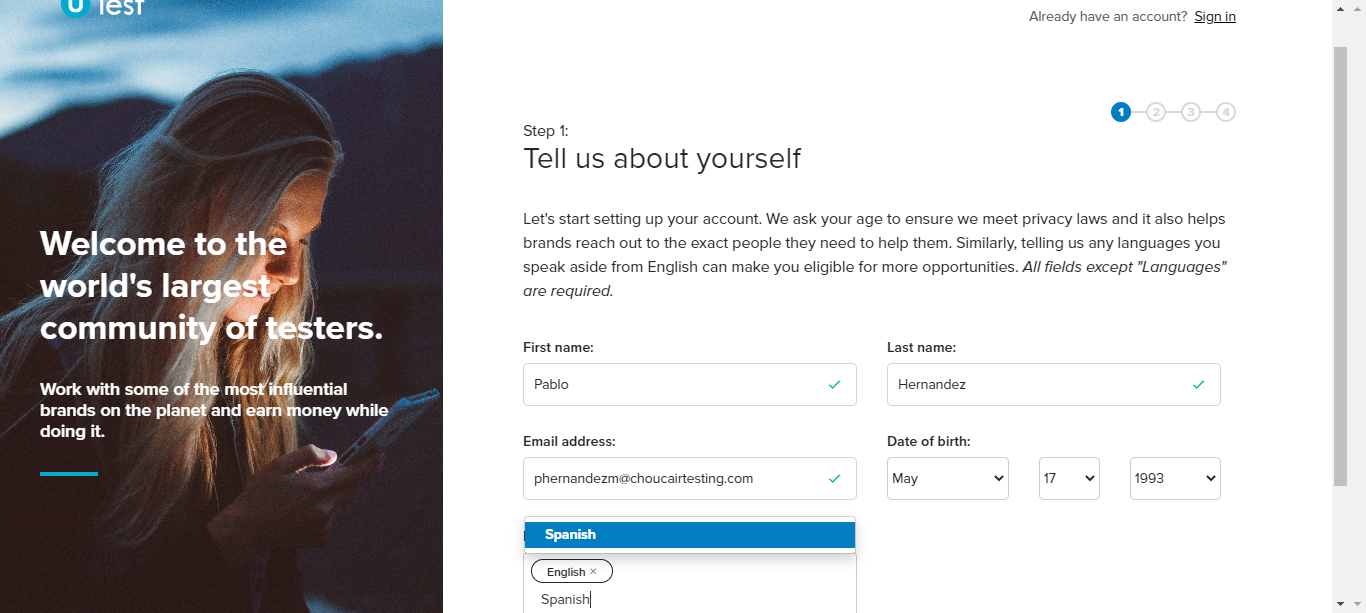 u Test
Already have an account? Sign in
1 2 3 4
Step 1:
Tell us about yourself
Let's start setting up your account. We ask your age to ensure we meet privacy laws and it also helps
brands reach out to the exact people they need to help them. Similarly, telling us any languages you
speak aside from English can make you eligible for more opportunities. All fields except "Languages"
are required.
Welcome to the
world's largest
community of testers.
Work with some of the most influential
brands on the planet and earn money while
doing it.
First name:
Last name:
Pablo
Hernandez
Email address:
Date of birth:
phernandezm@choucairtesting.com
May
17
1993
Spanish
English ×
Spanish